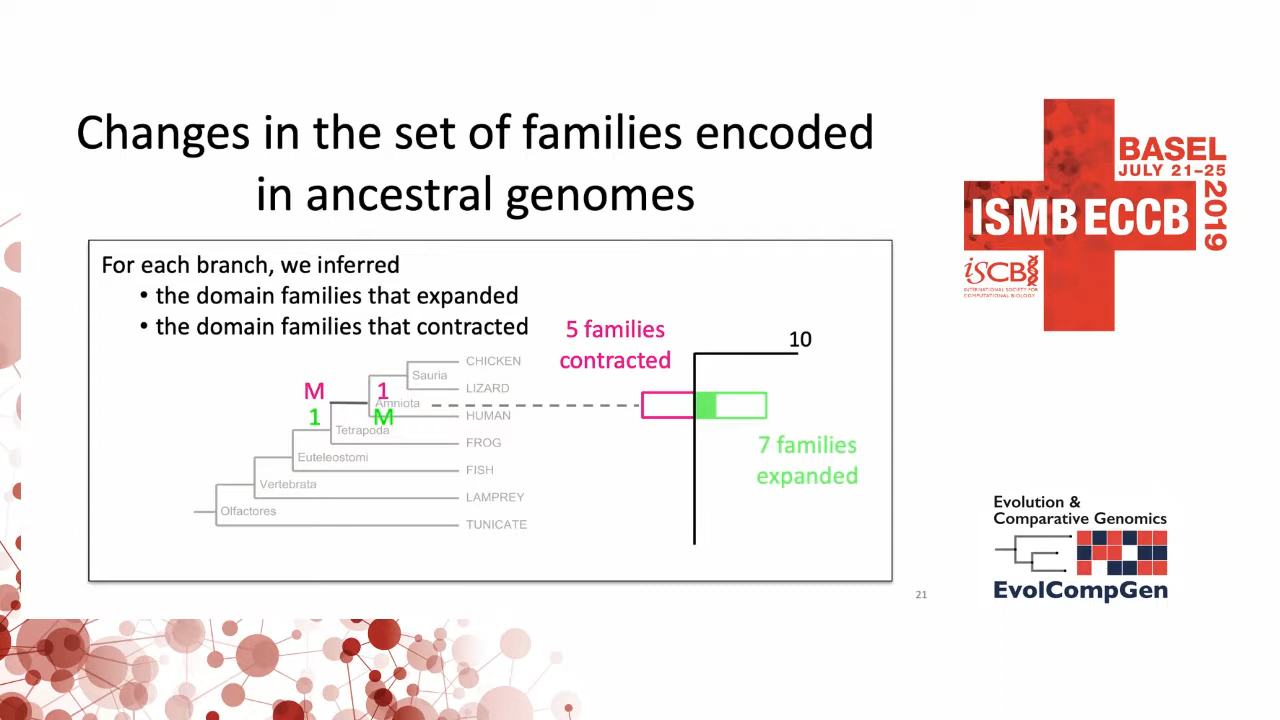 Changes in the set of families encoded
in ancestral genomes
For each branch, we inferred
• the domain families that expanded
• the domain families that contracted
5 families
contracted
10
CHICKEN
Sauria
LIZARD
M
1
Amniota
1
M
HUMAN
Tetrapoda
FROG
7 families
expanded
Euteleostomi
FISH
Vertebrata
LAMPREY
Olfactores
TUNICATE
21
BASEL
JULY 21–25
2019
ISMB ECCB
iSCB
INTERNATIONAL SOCIETY FOR
COMPUTATIONAL BIOLOGY
Evolution &
Comparative Genomics
EvolCompGen